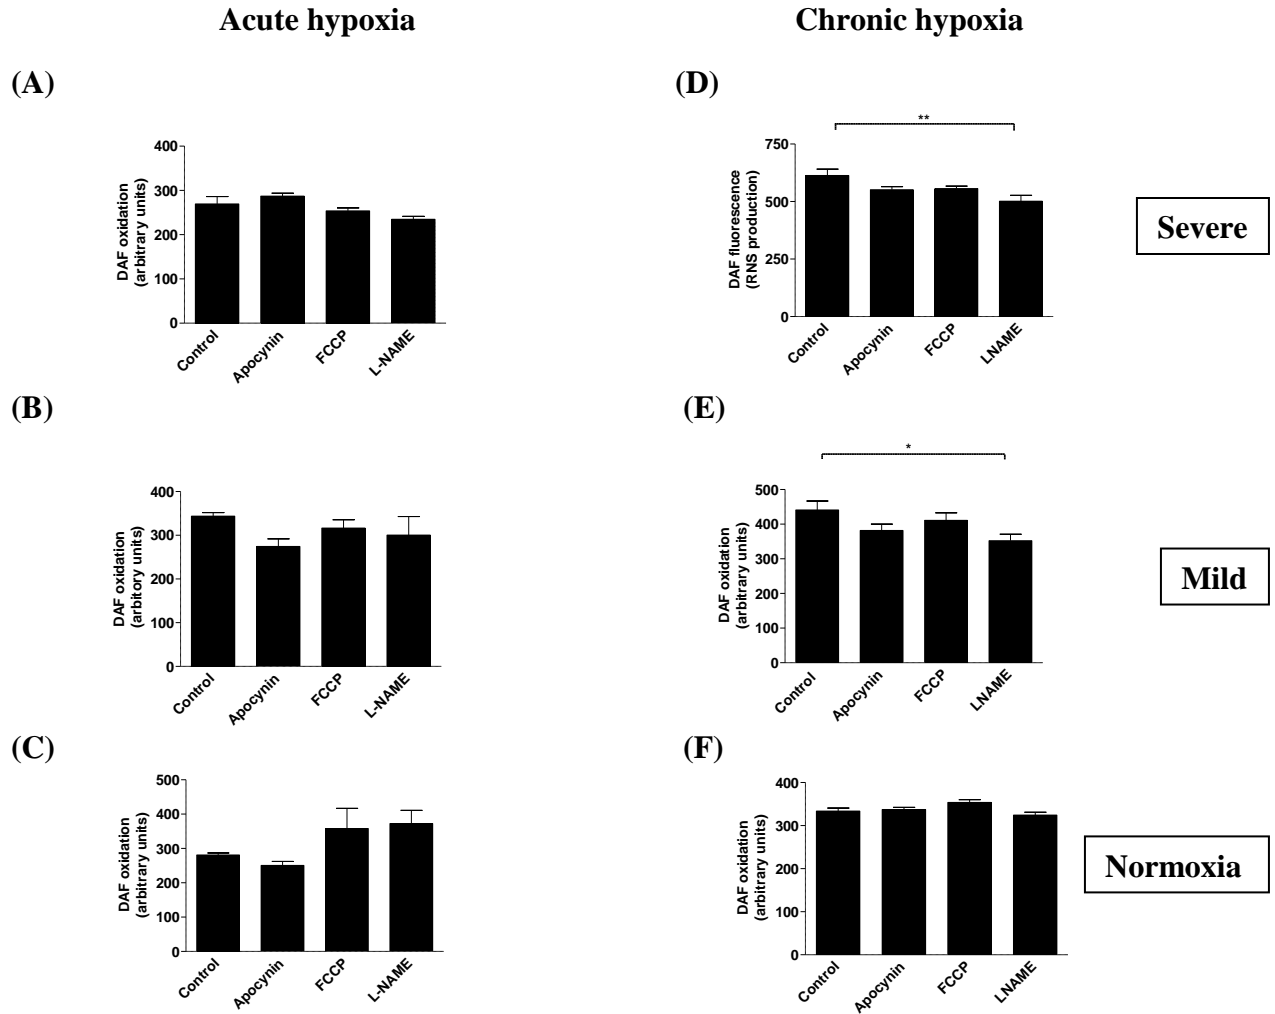 Acute hypoxia
Chronic hypoxia
(A)
400
300
200
100
0
DAF oxidation
(arbitrary units)
Control
Apocynin
FCCP
L-NAME
(D)
**
750
500
250
0
DAF fluorescence
(RNS production)
Control
Apocynin
FCCP
LNAME
Severe
(B)
400
300
200
100
0
DAF oxidation
(arbitory units)
Control
Apocynin
FCCP
L-NAME
(E)
*
500
400
300
200
100
0
DAF oxidation
(arbitrary units)
Control
Apocynin
FCCP
LNAME
Mild
(C)
500
400
300
200
100
0
DAF oxidation
(arbitrary units)
Control
Apocynin
FCCP
L-NAME
(F)
400
300
200
100
0
DAF oxidation
(arbitrary units)
Control
Apocynin
FCCP
LNAME
Normoxia